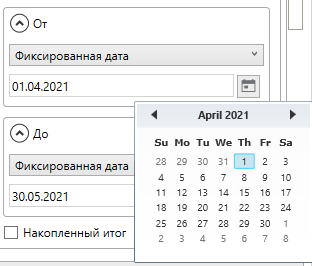 От
Фиксированная дата
01.04.2021
April 2021
Su Mo Tu We Th Fr Sa
28 29 30 31 1 2 3
4 5 6 7 8 9 10
11 12 13 14 15 16 17
18 19 20 21 22 23 24
25 26 27 28 29 30 1
2 3 4 5 6 7 8
До
Фиксированная дата
30.05.2021
Накопленный итог